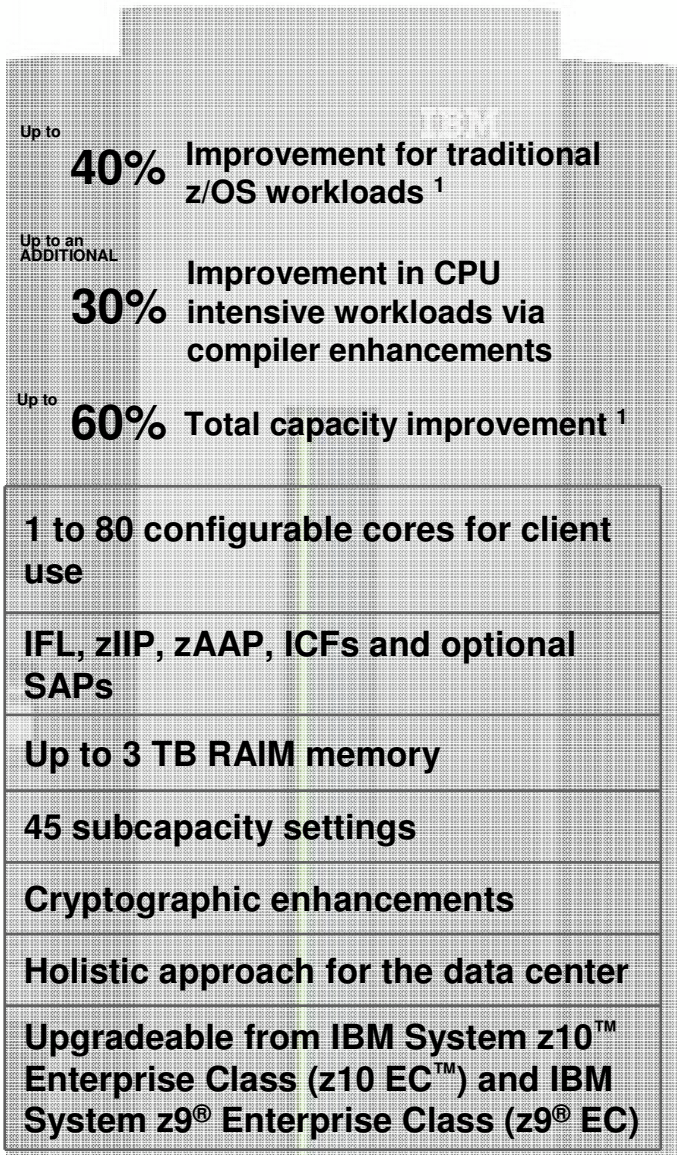 IBM
Up to
40% Improvement for traditional
z/OS workloads ¹
Up to an
ADDITIONAL
30% Improvement in CPU
intensive workloads via
compiler enhancements
Up to
60% Total capacity improvement ¹
1 to 80 configurable cores for client
use
IFL, zIIP, zAAP, ICFs and optional
SAPs
Up to 3 TB RAIM memory
45 subcapacity settings
Cryptographic enhancements
Holistic approach for the data center
Upgradeable from IBM System z10™
Enterprise Class (z10 EC™) and IBM
System z9® Enterprise Class (z9® EC)